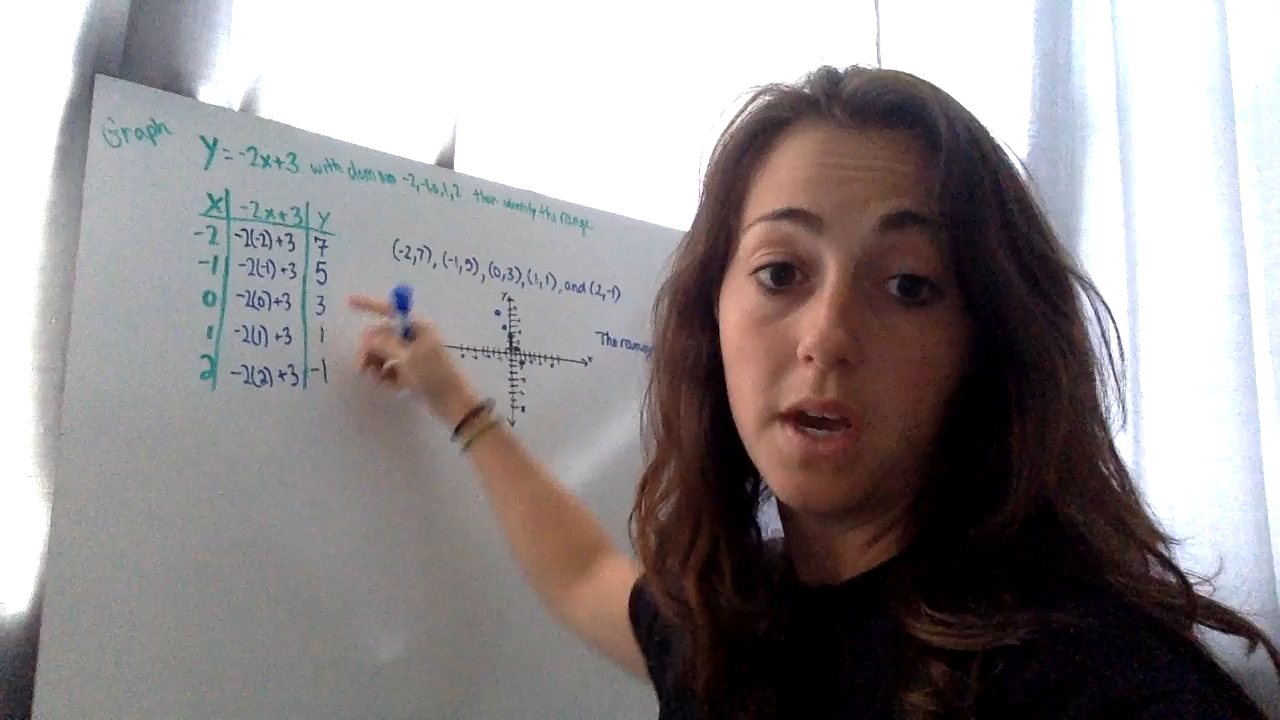 Graph y = -2x+3 with domain -2,-1,0,1,2 then identify the range
x | -2x+3 | y
-2 | -2(-2)+3 | 7
-1 | -2(-1)+3 | 5
0 | -2(0)+3 | 3
1 | -2(1)+3 | 1
2 | -2(2)+3 | -1
(-2,7), (-1,5), (0,3), (1,1), and (2,-1)
y
x
The range